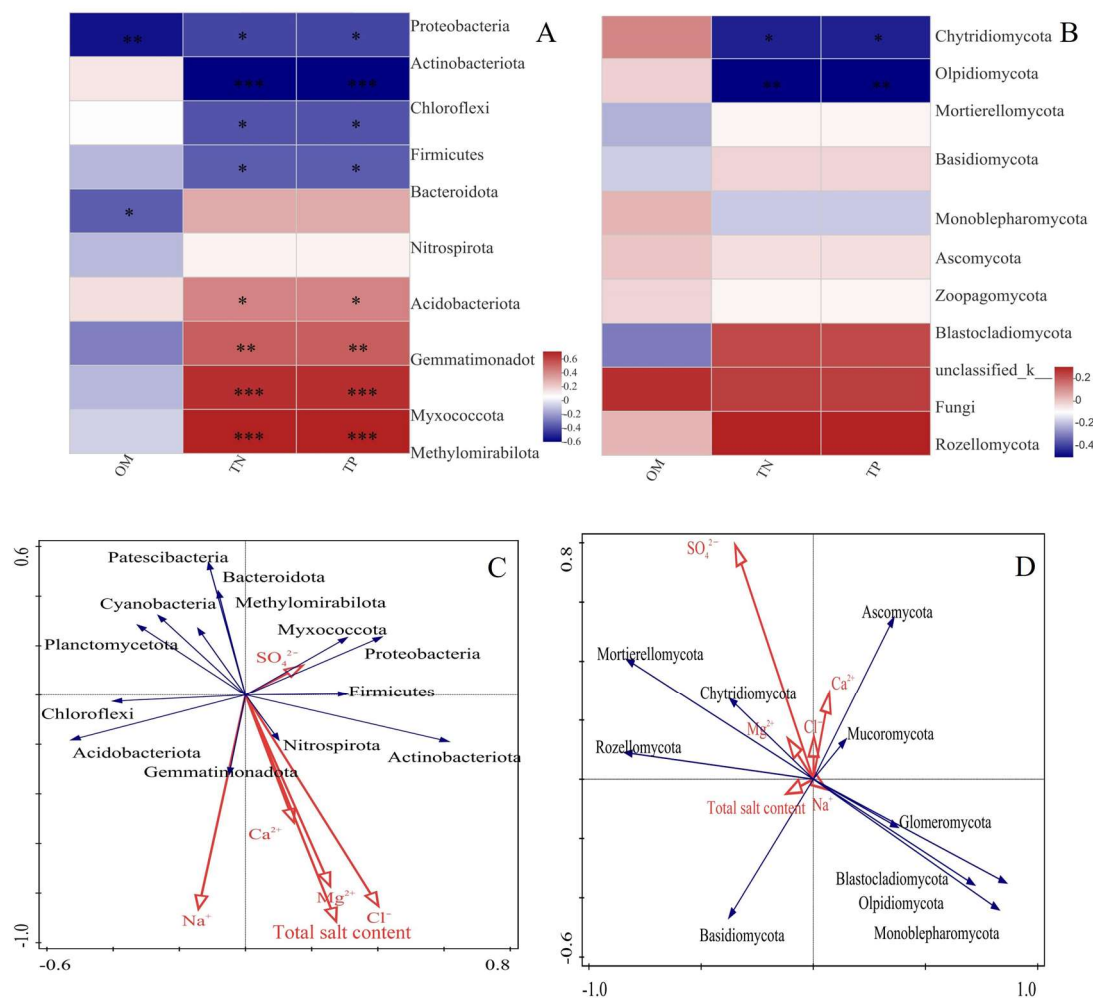 A
Proteobacteria
** * *
Actinobacteriota
*** ***
Chloroflexi
* *
Firmicutes
* *
Bacteroidota
*
Nitrospirota
Acidobacteriota
* *
Gemmatimonadot
** **
Myxococcota
*** ***
Methylomirabilota
*** ***
0.6
0.4
0.2
0
-0.2
-0.4
-0.6
OM TN TP
B
Chytridiomycota
* *
Olpidiomycota
** **
Mortierellomycota
Basidiomycota
Monoblepharomycota
Ascomycota
Zoopagomycota
Blastocladiomycota
unclassified_k__
Fungi
Rozellomycota
0.2
0
-0.2
-0.4
OM TN TP
C
0.6
Patescibacteria
Bacteroidota
Cyanobacteria Methylomirabilota
Myxococcota
Planctomycetota
SO₄²⁻
Proteobacteria
Firmicutes
Chloroflexi
Nitrospirota
Acidobacteriota Actinobacteriota
Gemmatimonadota
Ca²⁺
Mg²⁺
Na⁺ Cl⁻
Total salt content
-1.0
-0.6 0.8
D
0.8
SO₄²⁻
Ascomycota
Mortierellomycota
Chytridiomycota Ca²⁺
Mg²⁺ Cl⁻
Mucoromycota
Rozellomycota
Total salt content Na⁺
Glomeromycota
Blastocladiomycota
Olpidiomycota
Basidiomycota Monoblepharomycota
-0.6
-1.0 1.0